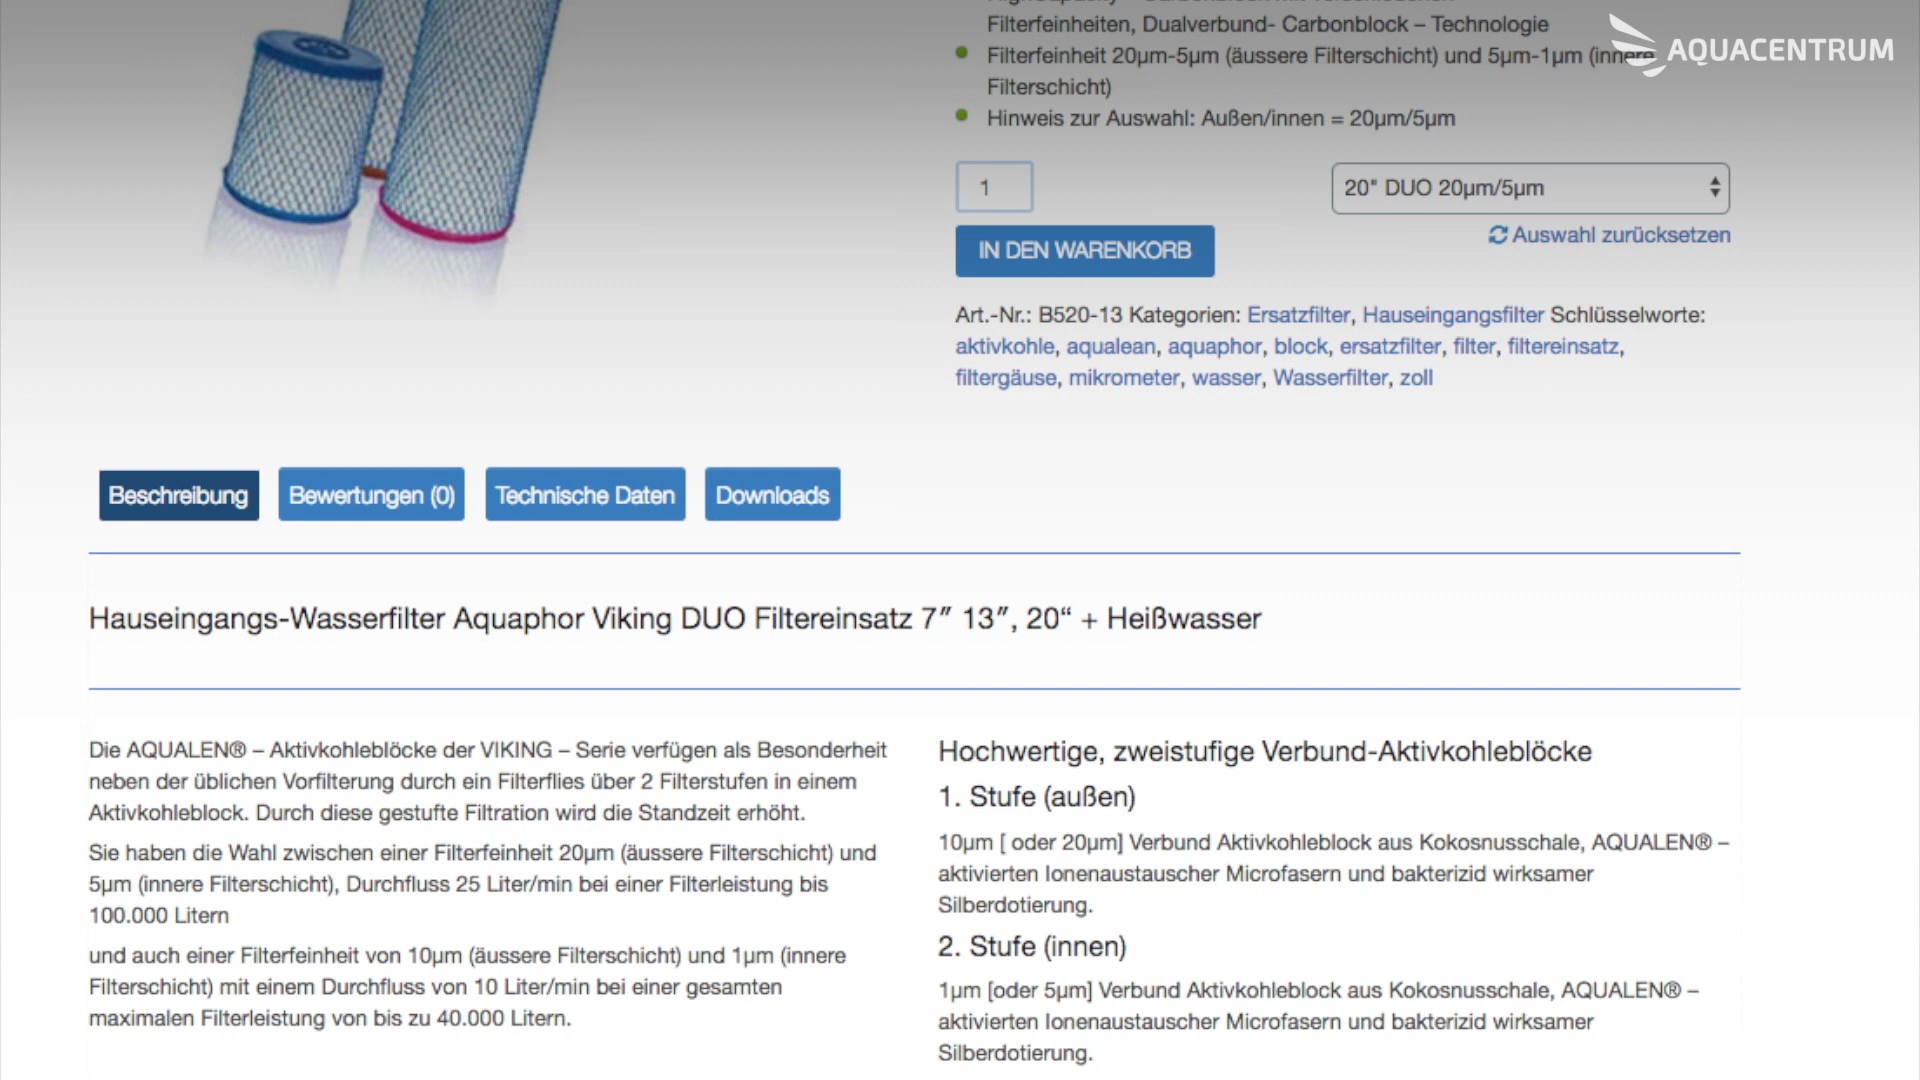 Filterfeinheiten, Dualverbund- Carbonblock – Technologie
Filterfeinheit 20µm-5µm (äussere Filterschicht) und 5µm-1µm (innere
Filterschicht)
Hinweis zur Auswahl: Außen/innen = 20µm/5µm
AQUACENTRUM
1
20" DUO 20µm/5µm
Auswahl zurücksetzen
IN DEN WARENKORB
Art.-Nr.: B520-13 Kategorien: Ersatzfilter, Hauseingangsfilter Schlüsselworte:
aktivkohle, aqualean, aquaphor, block, ersatzfilter, filter, filtereinsatz,
filtergäuse, mikrometer, wasser, Wasserfilter, zoll
Beschreibung
Bewertungen (0)
Technische Daten
Downloads
Hauseingangs-Wasserfilter Aquaphor Viking DUO Filtereinsatz 7″ 13″, 20“ + Heißwasser
Die AQUALEN® – Aktivkohleblöcke der VIKING – Serie verfügen als Besonderheit
neben der üblichen Vorfilterung durch ein Filterflies über 2 Filterstufen in einem
Aktivkohleblock. Durch diese gestufte Filtration wird die Standzeit erhöht.
Sie haben die Wahl zwischen einer Filterfeinheit 20µm (äussere Filterschicht) und
5µm (innere Filterschicht), Durchfluss 25 Liter/min bei einer Filterleistung bis
100.000 Litern
und auch einer Filterfeinheit von 10µm (äussere Filterschicht) und 1µm (innere
Filterschicht) mit einem Durchfluss von 10 Liter/min bei einer gesamten
maximalen Filterleistung von bis zu 40.000 Litern.
Hochwertige, zweistufige Verbund-Aktivkohleblöcke
1. Stufe (außen)
10µm [ oder 20µm] Verbund Aktivkohleblock aus Kokosnusschale, AQUALEN® –
aktivierten Ionenaustauscher Microfasern und bakterizid wirksamer
Silberdotierung.
2. Stufe (innen)
1µm [oder 5µm] Verbund Aktivkohleblock aus Kokosnusschale, AQUALEN® –
aktivierten Ionenaustauscher Microfasern und bakterizid wirksamer
Silberdotierung.